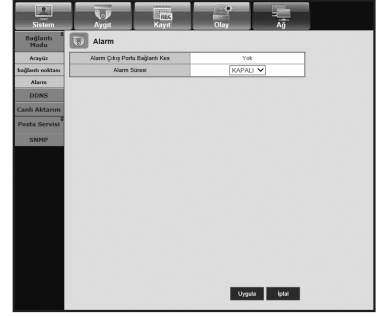 Sistem Aygıt Kayıt Olay Ağ
REC
Bağlantı Modu
Arayüz
bağlantı noktası
Alarm
DDNS
Canlı Aktarım
Posta Servisi
SNMP
Alarm
Alarm Çıkış Portu Bağlantı Kes Yok
Alarm Süresi KAPALI
Uygula İptal